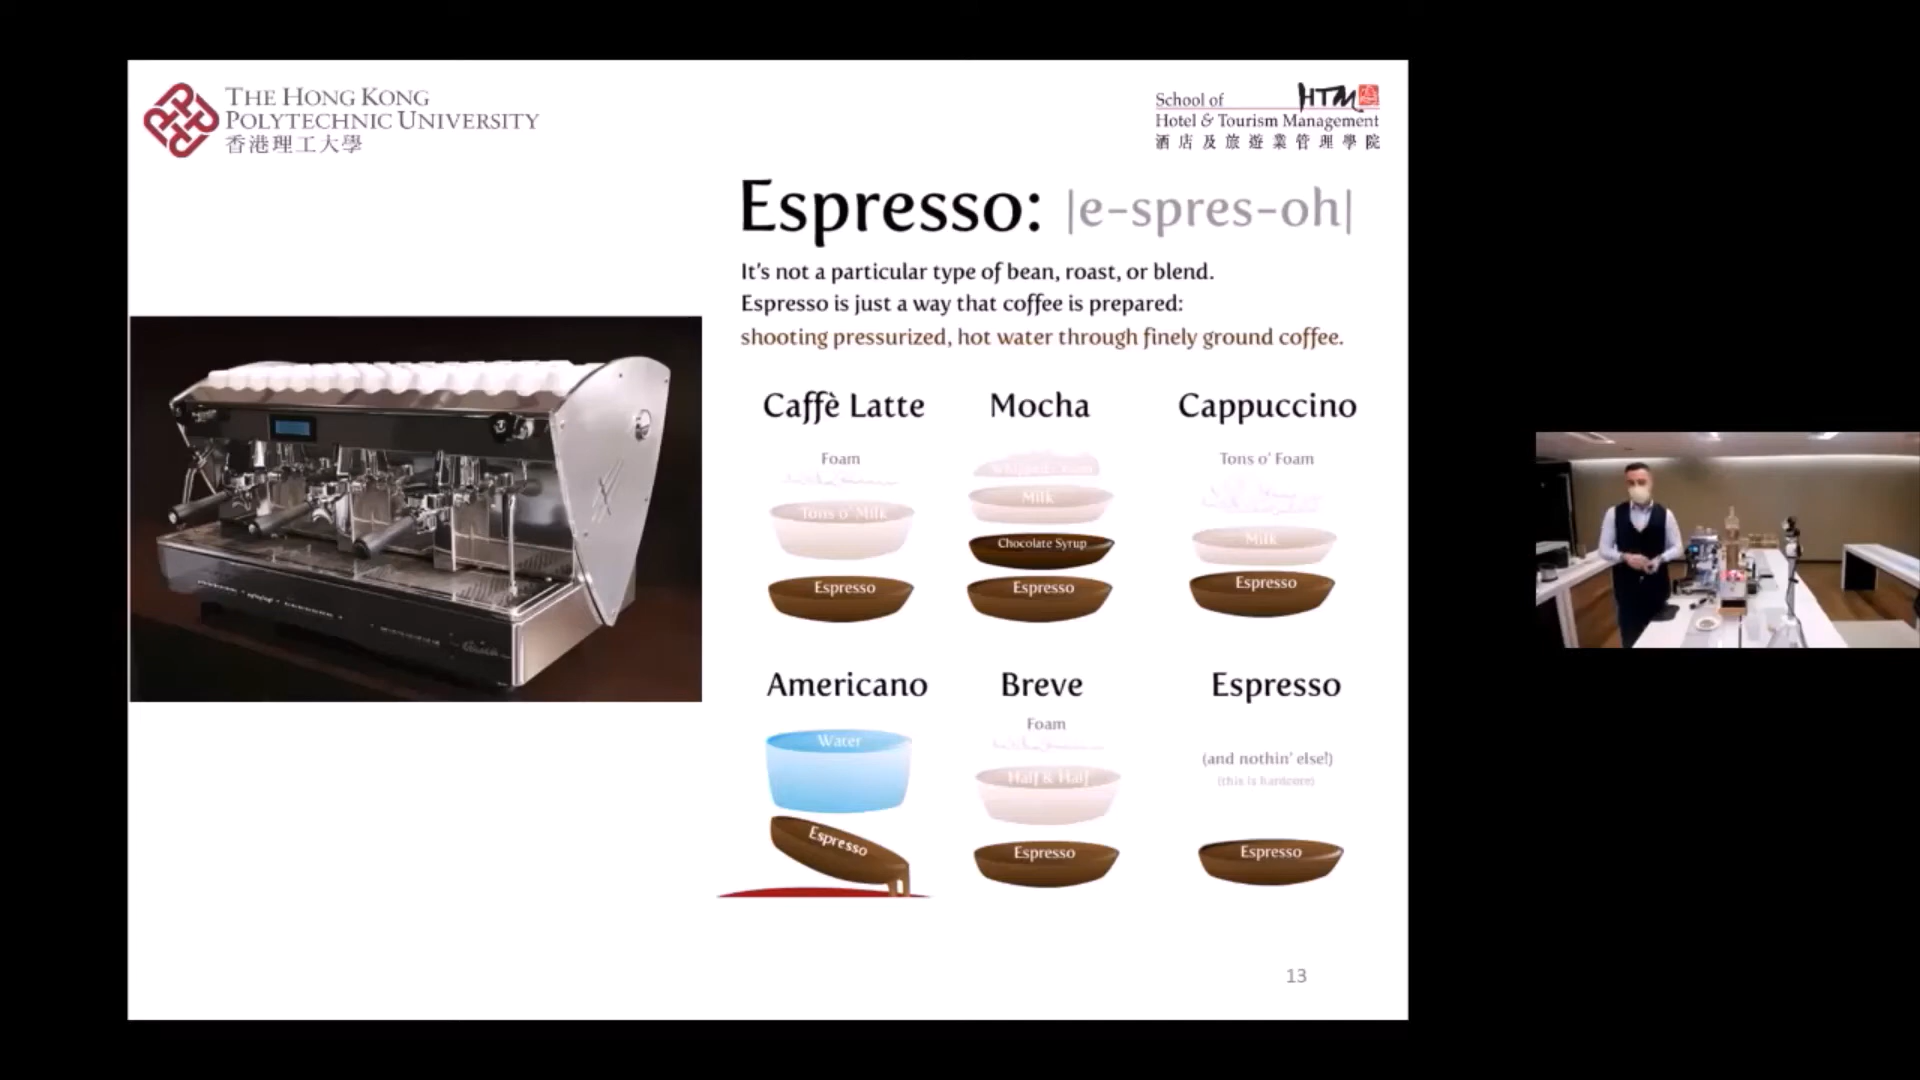 THE HONG KONG
POLYTECHNIC UNIVERSITY
香港理工大學
School of HTM
Hotel & Tourism Management
酒店及旅遊業管理學院
Espresso: |e-spres-oh|
It's not a particular type of bean, roast, or blend.
Espresso is just a way that coffee is prepared:
shooting pressurized, hot water through finely ground coffee.
Caffè Latte
Foam
Tons o' Milk
Espresso
Mocha
Whipped Cream
Milk
Chocolate Syrup
Espresso
Cappuccino
Tons o' Foam
Milk
Espresso
Americano
Water
Espresso
Breve
Foam
Half & Half
Espresso
Espresso
(and nothin' else!)
(this is hardcore)
Espresso
13